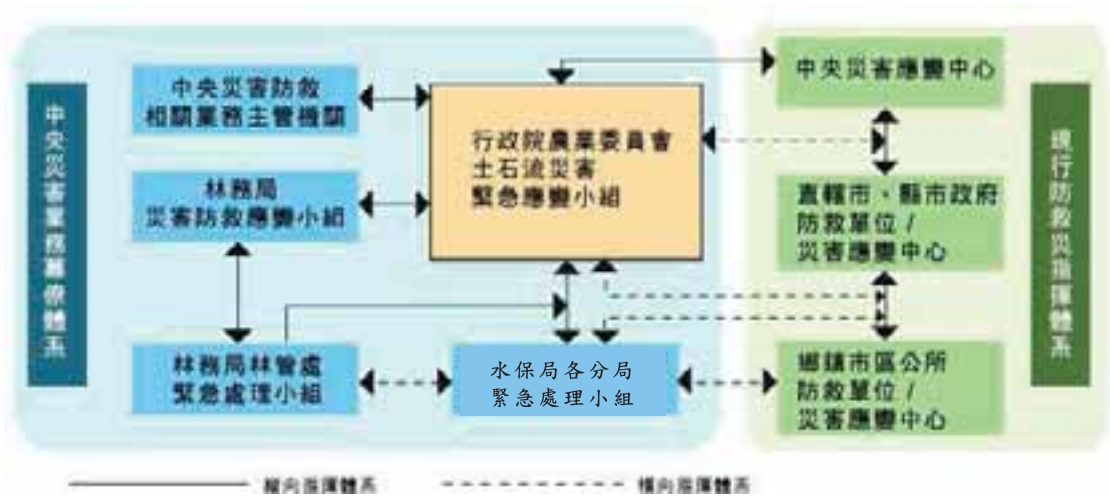 中央災害業務幕僚體系
中央災害防救
相關業務主管機關
林務局
災害防救應變小組
林務局林管處
緊急處理小組
行政院農業委員會
土石流災害
緊急應變小組
水保局各分局
緊急處理小組
中央災害應變中心
直轄市、縣市政府
防救單位/
災害應變中心
鄉鎮市區公所
防救單位/
災害應變中心
現行防救災指揮體系
縱向指揮體系
橫向指揮體系